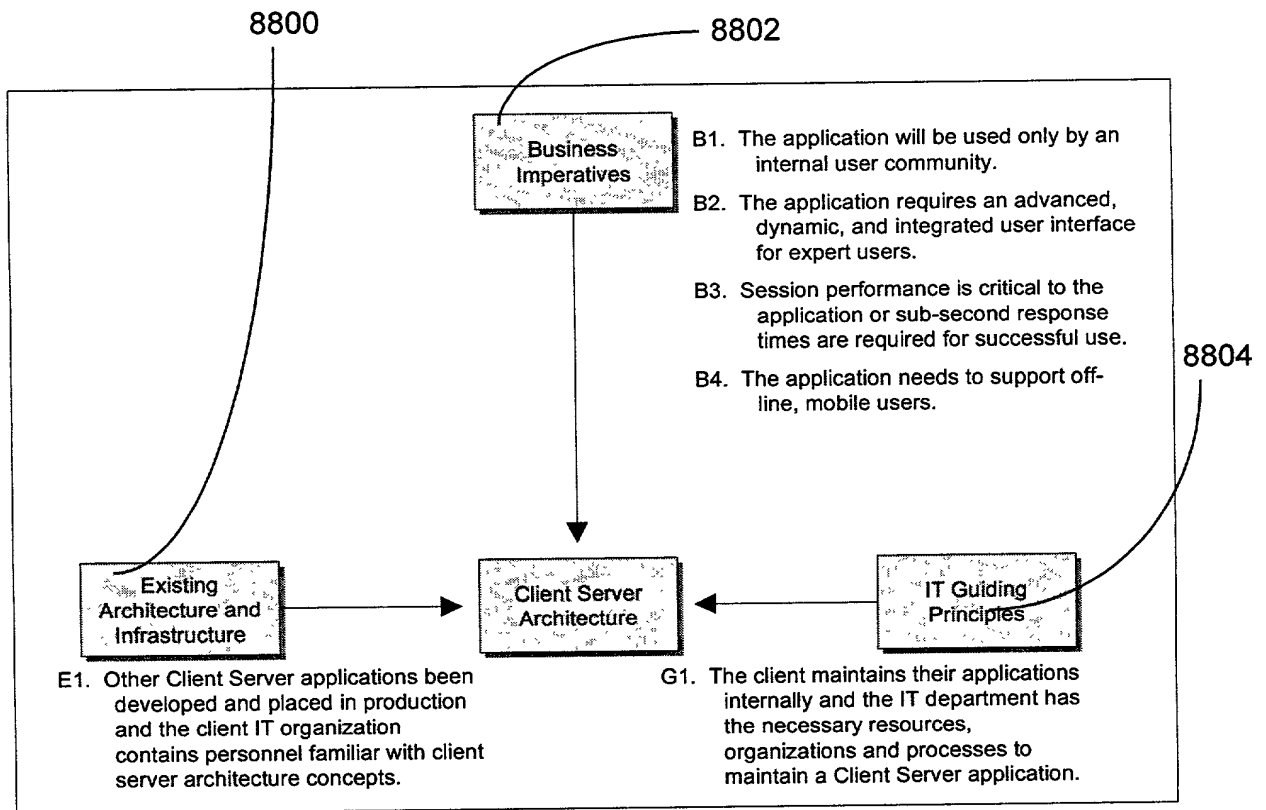 8800
8802
Business
Imperatives
B1. The application will be used only by an
internal user community.
B2. The application requires an advanced,
dynamic, and integrated user interface
for expert users.
B3. Session performance is critical to the
application or sub-second response
times are required for successful use.
B4. The application needs to support off-
line, mobile users.
8804
Existing
Architecture and
Infrastructure
Client Server
Architecture
IT Guiding
Principles
E1. Other Client Server applications been
developed and placed in production
and the client IT organization
contains personnel familiar with client
server architecture concepts.
G1. The client maintains their applications
internally and the IT department has
the necessary resources,
organizations and processes to
maintain a Client Server application.